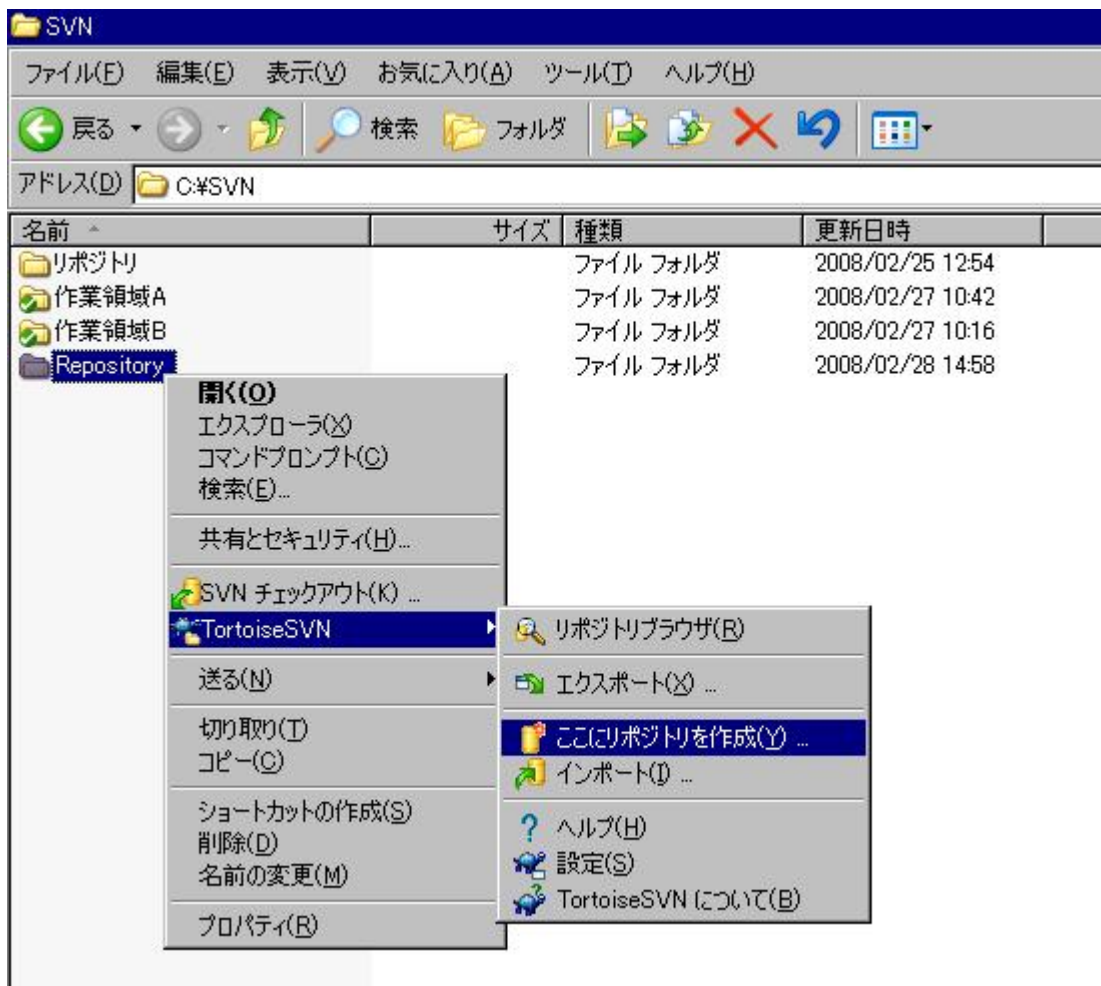 SVN
ファイル(F) 編集(E) 表示(V) お気に入り(A) ツール(T) ヘルプ(H)
戻る 検索 フォルダ
アドレス(D) C:¥SVN
名前 サイズ 種類 更新日時
リポジトリ ファイル フォルダ 2008/02/25 12:54
作業領域A ファイル フォルダ 2008/02/27 10:42
作業領域B ファイル フォルダ 2008/02/27 10:16
Repository ファイル フォルダ 2008/02/28 14:58
開く(O)
エクスプローラ(X)
コマンドプロンプト(C)
検索(E)...
共有とセキュリティ(H)...
SVN チェックアウト(K) ...
TortoiseSVN
送る(N)
切り取り(T)
コピー(C)
ショートカットの作成(S)
削除(D)
名前の変更(M)
プロパティ(R)
リポジトリブラウザ(R)
エクスポート(X) ...
ここにリポジトリを作成(Y) ...
インポート(I) ...
ヘルプ(H)
設定(S)
TortoiseSVN について(B)